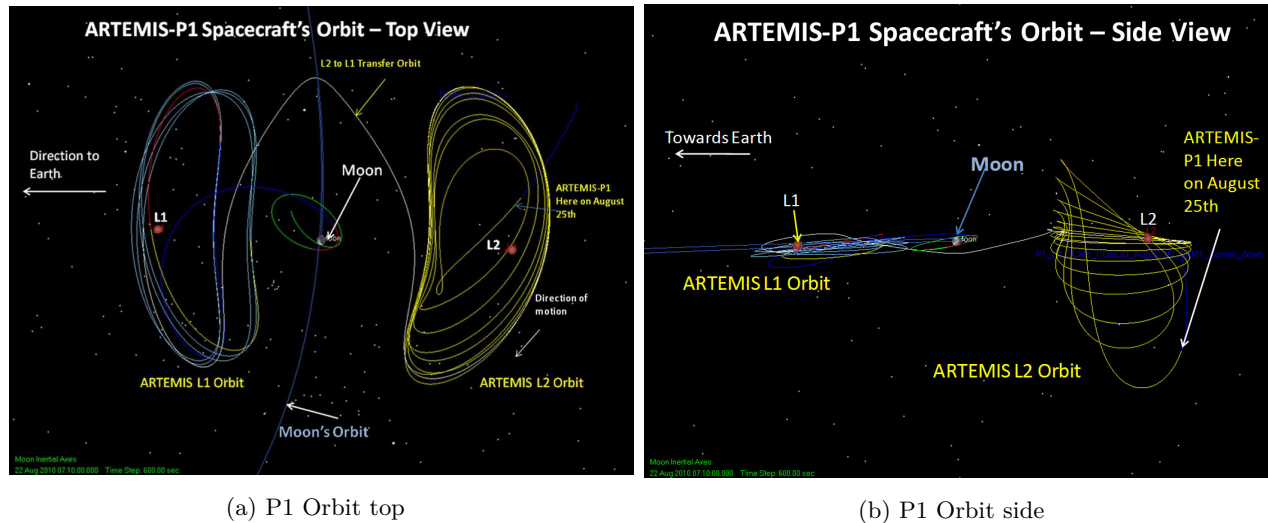 ARTEMIS-P1 Spacecraft's Orbit – Top View
L2 to L1 Transfer Orbit
Direction to
Earth
Moon
ARTEMIS-P1
Here on August
25th
L1
L2
Direction of
motion
ARTEMIS L1 Orbit
ARTEMIS L2 Orbit
Moon's Orbit
Moon Inertial Axes
22 Aug 2010 07:10:00.000 Time Step: 600.00 sec
(a) P1 Orbit top
ARTEMIS-P1 Spacecraft's Orbit – Side View
Towards Earth
Moon
ARTEMIS-
P1 Here
on August
25th
L1
L2
L2
Moon
ARTEMIS L1 Orbit
ARTEMIS L2 Orbit
Moon Inertial Axes
22 Aug 2010 07:10:00.000 Time Step: 600.00 sec
(b) P1 Orbit side